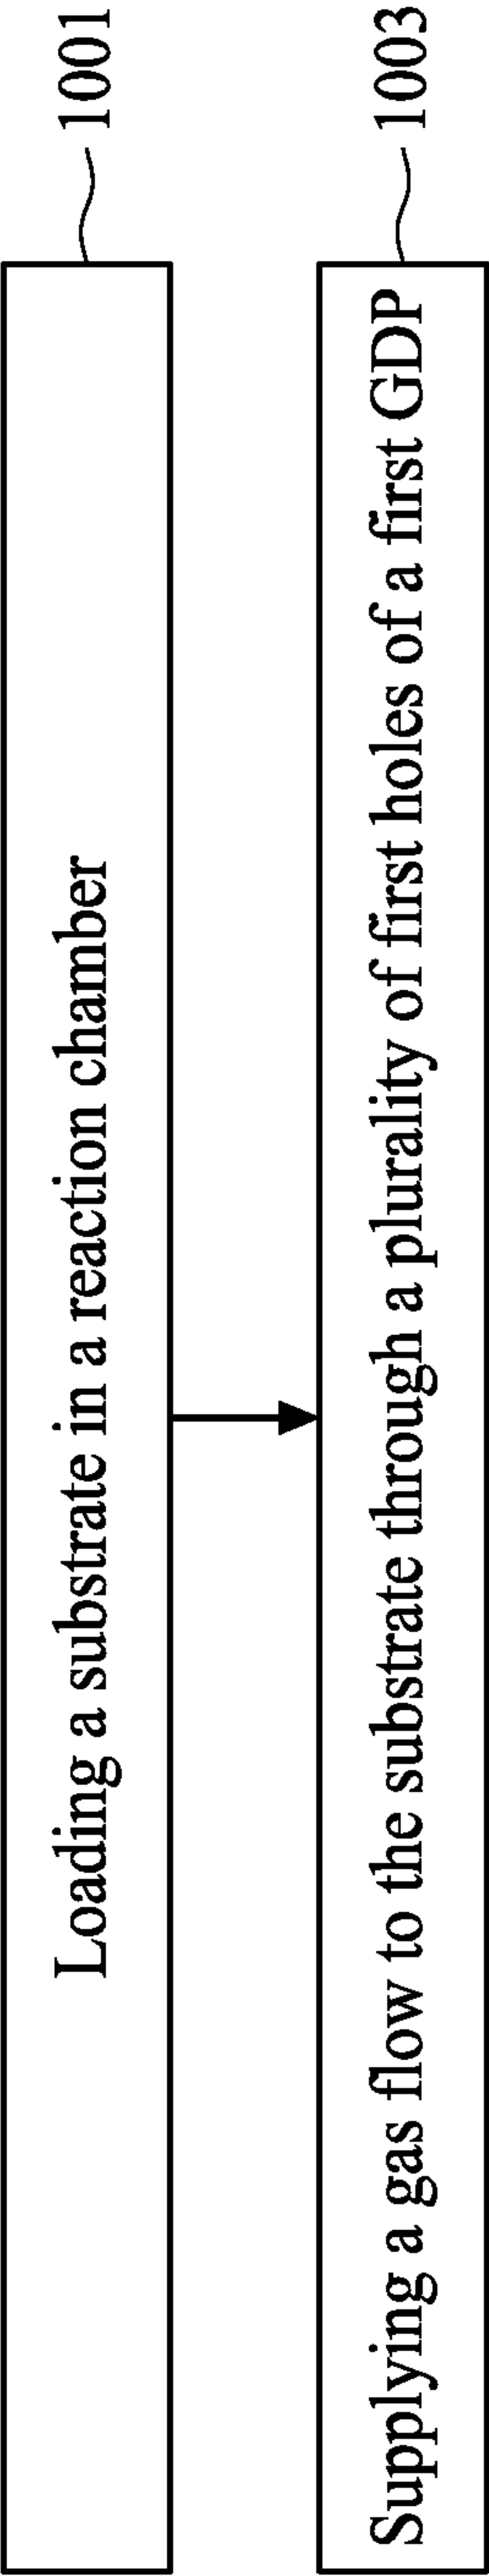 Loading a substrate in a reaction chamber
1001
Supplying a gas flow to the substrate through a plurality of first holes of a first GDP
1003